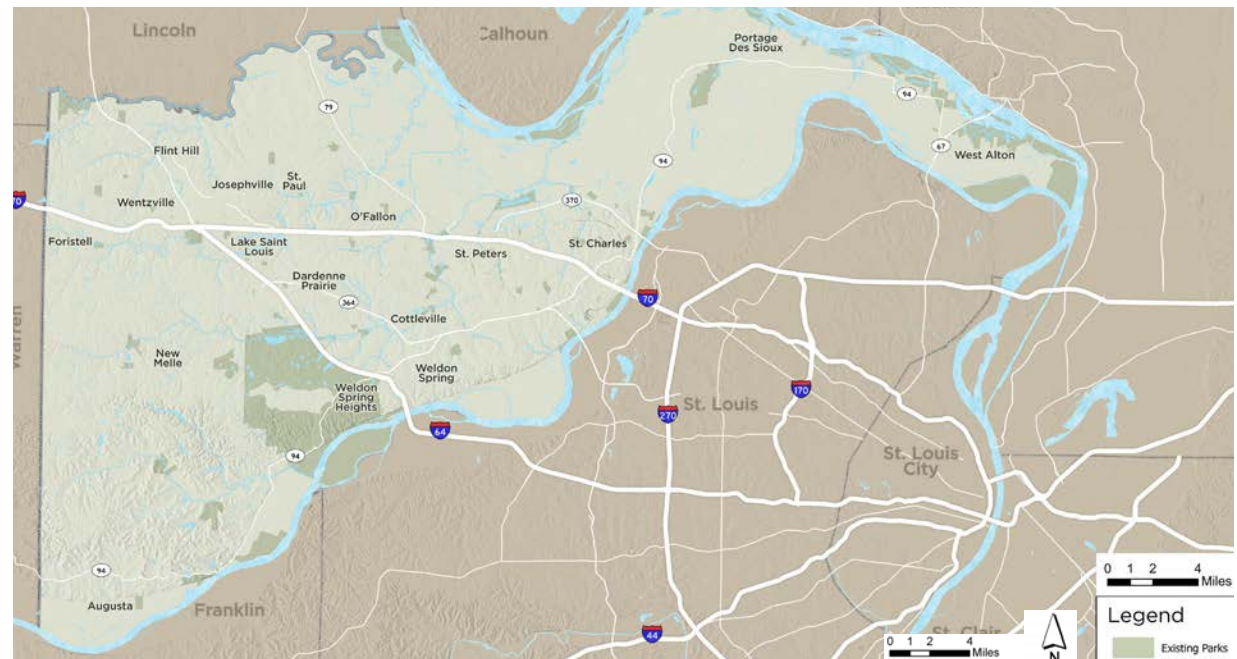 Lincoln
Calhoun
Portage
Des Sioux
94
79
67
West Alton
Flint Hill
94
Josephville
St.
Paul
70
Wentzville
370
O'Fallon
Foristell
Lake Saint
Louis
St. Peters
St. Charles
Dardenne
Prairie
364
70
Cottleville
Warren
New
Melle
Weldon
Spring
Weldon
Spring
Heights
170
270
St. Louis
64
94
St. Louis
City
94
Augusta
Franklin
44
St. Clair
0 1 2 4
Miles
N
0 1 2 4
Miles
Legend
Existing Parks